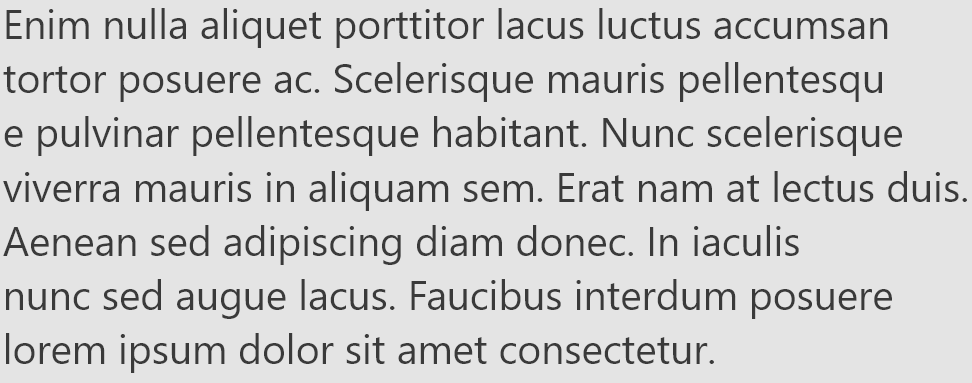 Enim nulla aliquet porttitor lacus luctus accumsan
tortor posuere ac. Scelerisque mauris pellentesqu
e pulvinar pellentesque habitant. Nunc scelerisque
viverra mauris in aliquam sem. Erat nam at lectus duis.
Aenean sed adipiscing diam donec. In iaculis
nunc sed augue lacus. Faucibus interdum posuere
lorem ipsum dolor sit amet consectetur.